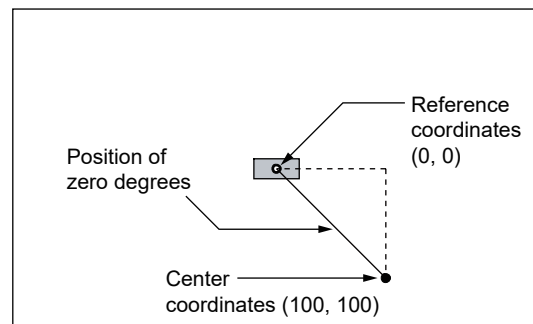 Reference
coordinates
(0, 0)
Position of
zero degrees
Center
coordinates (100, 100)